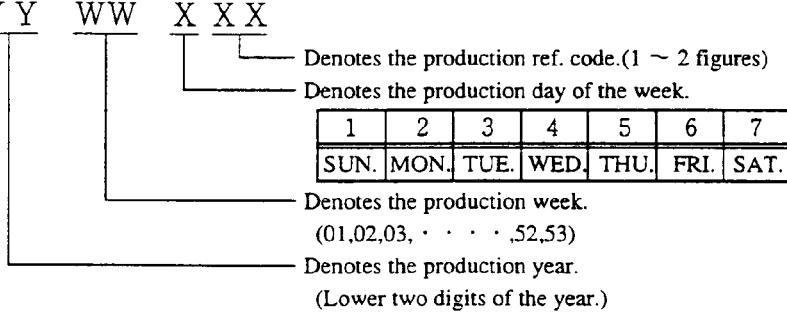 Y WW X X X
Denotes the production ref. code.(1 ~ 2 figures)
Denotes the production day of the week.
1 2 3 4 5 6 7
SUN. MON. TUE. WED. THU. FRI. SAT.
Denotes the production week.
(01,02,03, · · · · ,52,53)
Denotes the production year.
(Lower two digits of the year.)